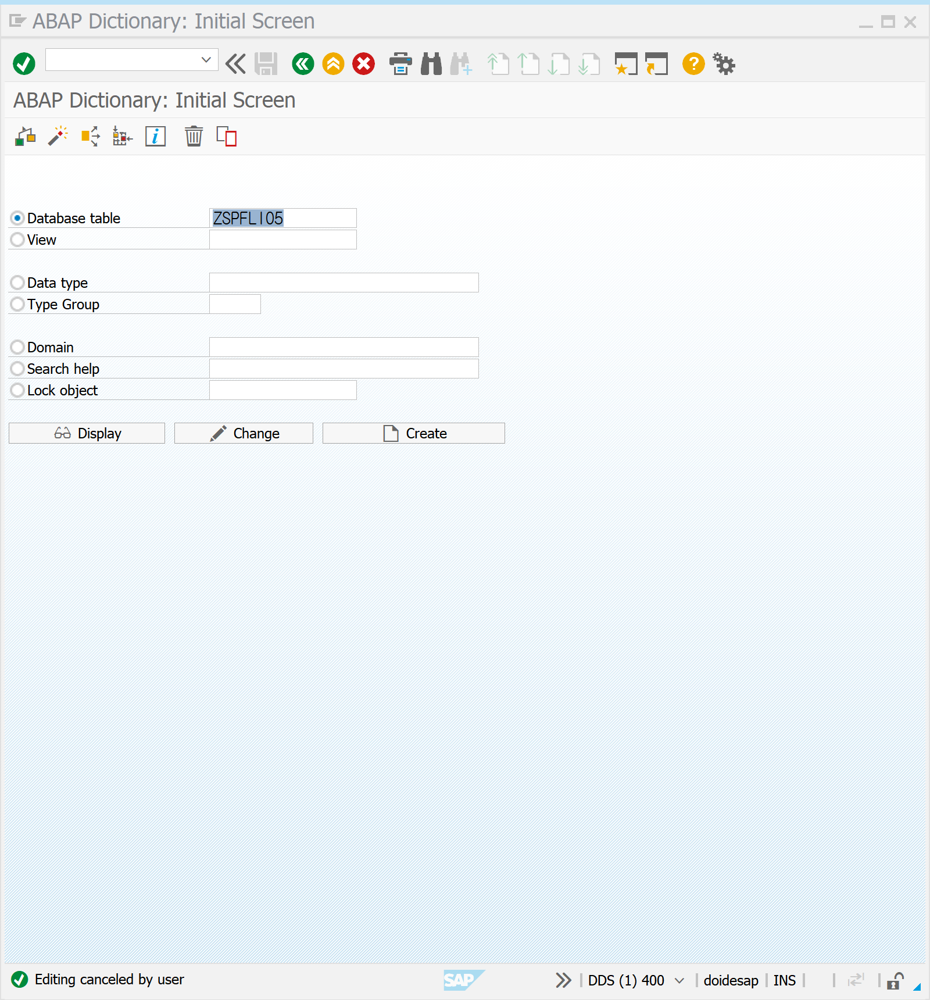 ABAP Dictionary: Initial Screen
ABAP Dictionary: Initial Screen
Database table ZSPFLI05
View
Data type
Type Group
Domain
Search help
Lock object
Display Change Create
Editing canceled by user SAP DDS (1) 400 doidesap INS